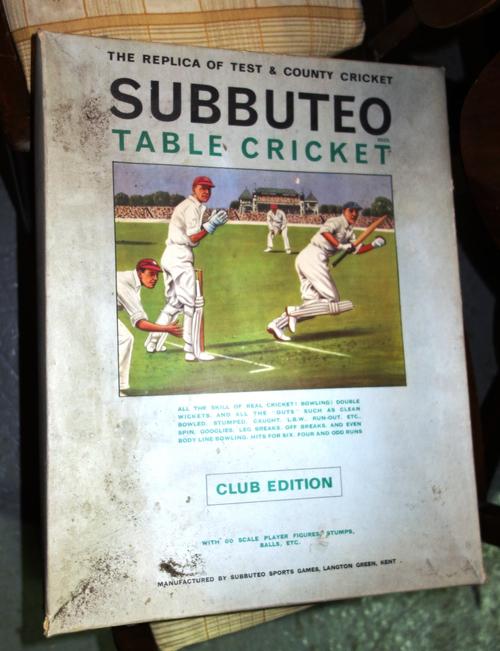 THE REPLICA OF TEST & COUNTY CRICKET
SUBBUTEO
TABLE CRICKET
ALL THE SKILL OF REAL CRICKET! BOWLING! DOUBLE
WICKETS, AND ALL THE "OUTS" SUCH AS CLEAN
BOWLED, STUMPED, CAUGHT, L.B.W., RUN-OUT, ETC.,
SPIN, GOOGLIES, LEG BREAKS, OFF BREAKS, AND EVEN
BODY LINE BOWLING, HITS FOR SIX, FOUR AND ODD RUNS
CLUB EDITION
WITH OO SCALE PLAYER FIGURES, STUMPS,
BALLS, ETC.
MANUFACTURED BY SUBBUTEO SPORTS GAMES, LANGTON GREEN, KENT